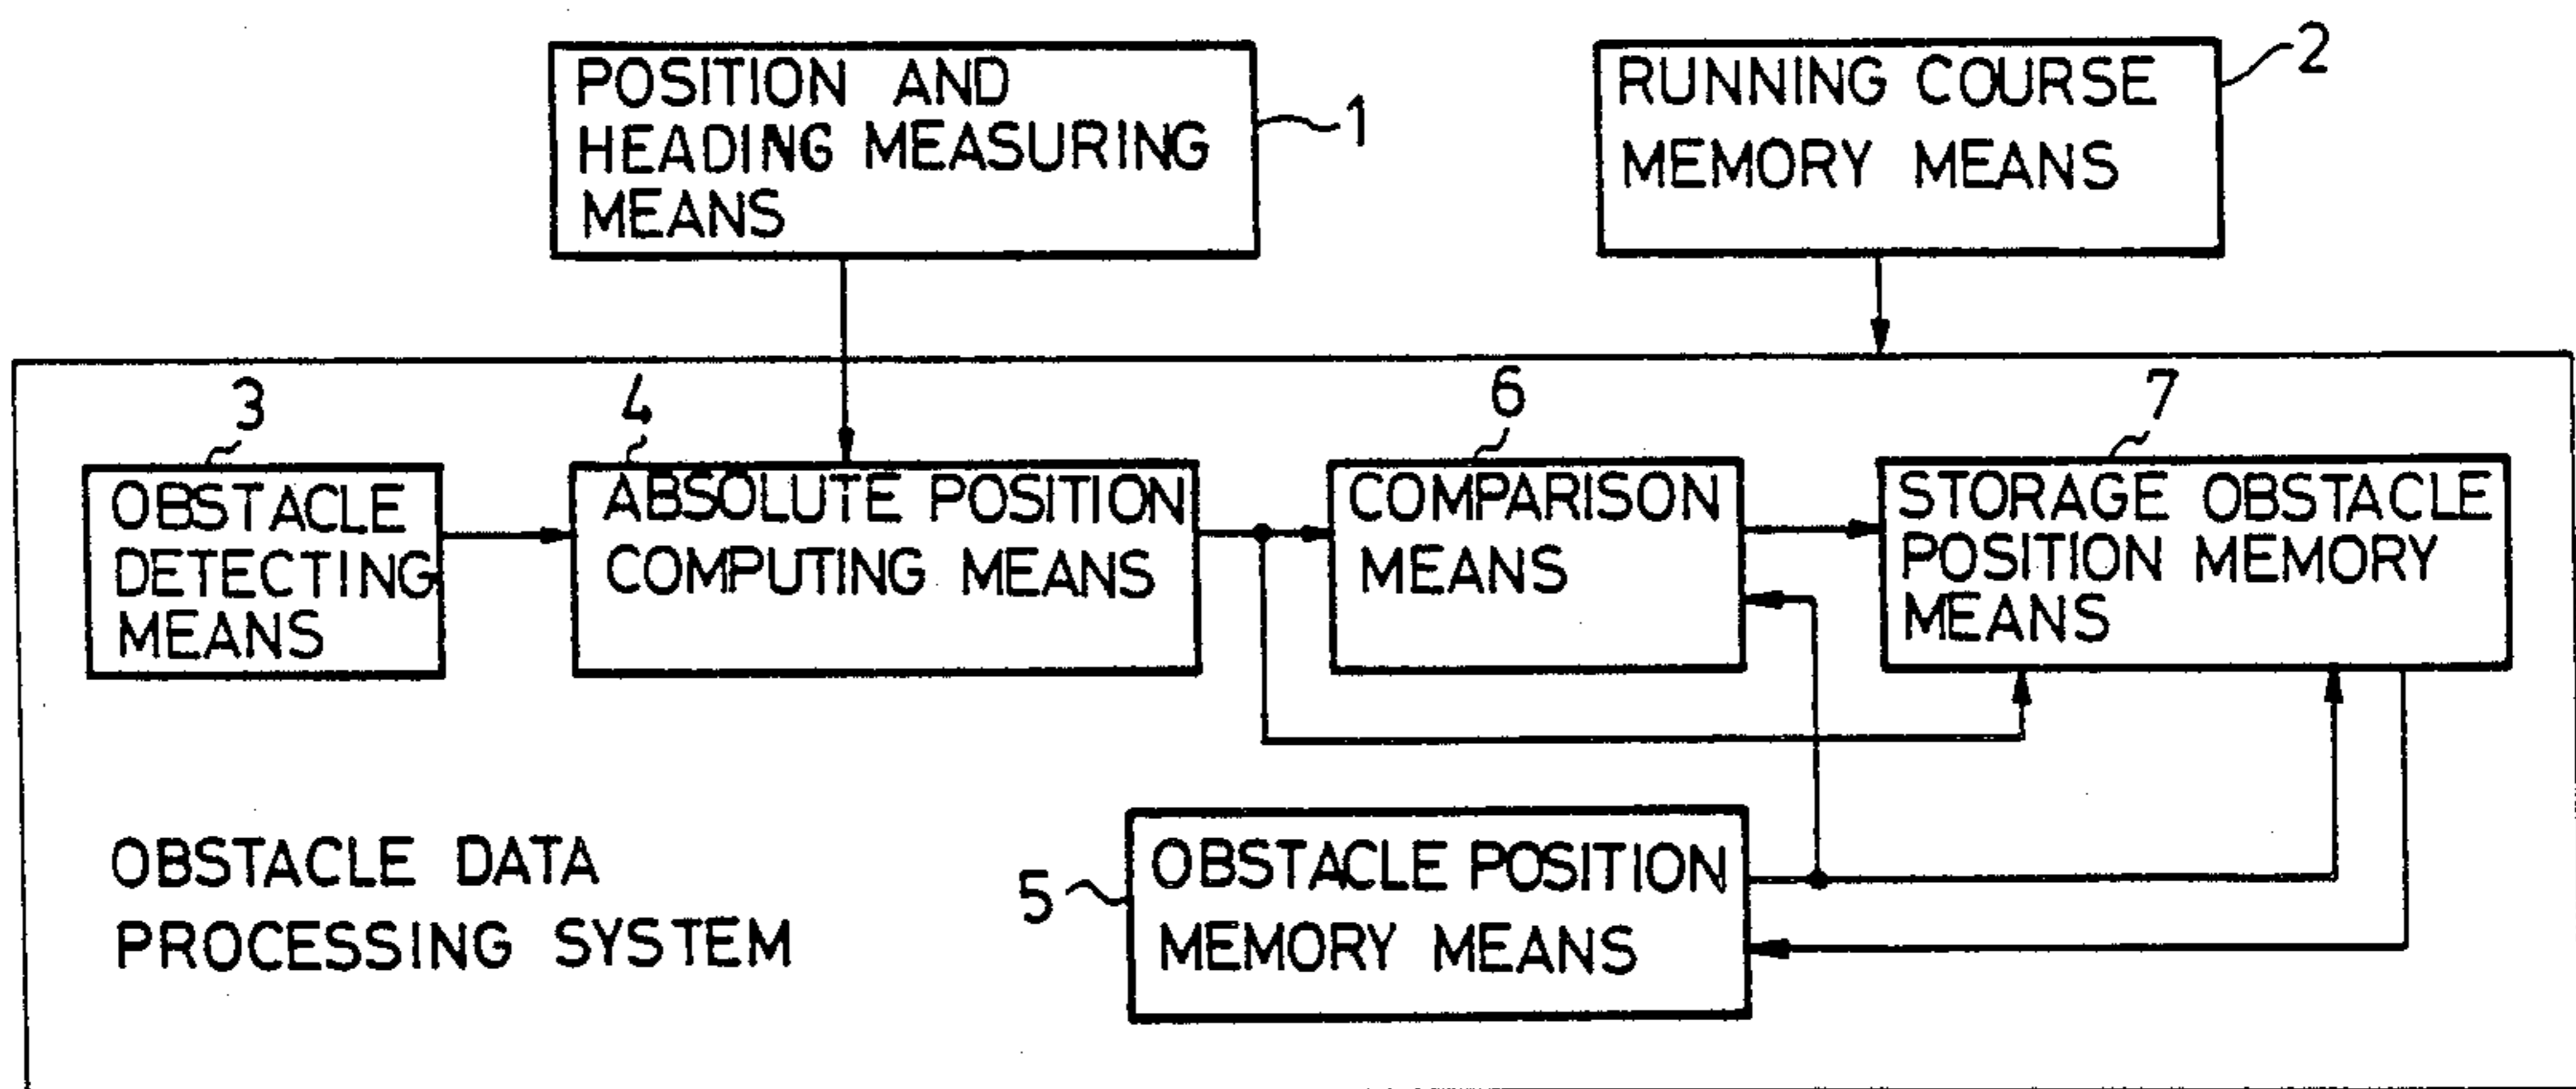 POSITION AND
HEADING MEASURING
MEANS
1
RUNNING COURSE
MEMORY MEANS
2
3
OBSTACLE
DETECTING
MEANS
4
ABSOLUTE POSITION
COMPUTING MEANS
6
COMPARISON
MEANS
7
STORAGE OBSTACLE
POSITION MEMORY
MEANS
OBSTACLE DATA
PROCESSING SYSTEM
5
OBSTACLE POSITION
MEMORY MEANS